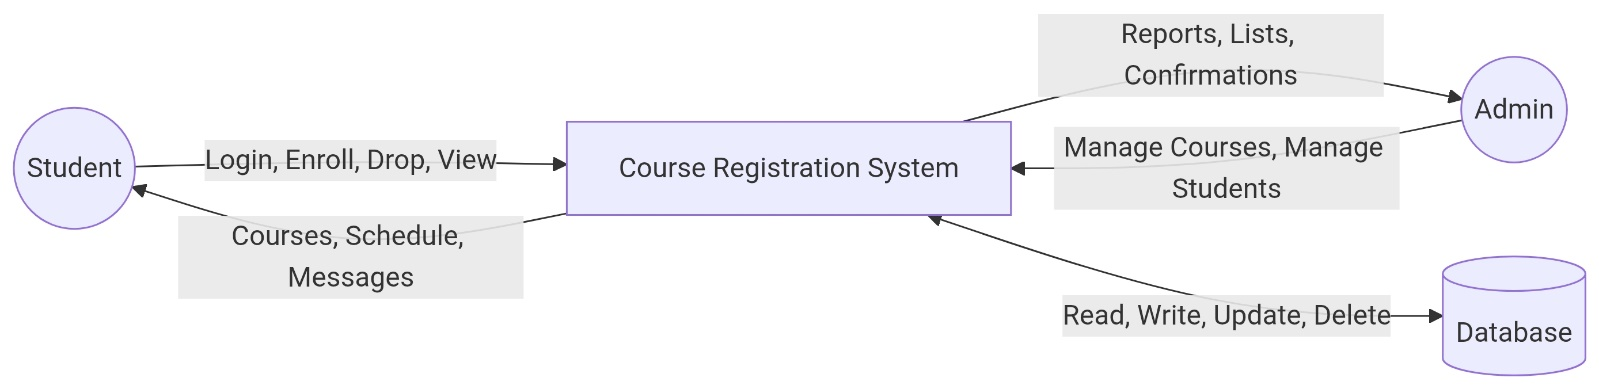 Student
Login, Enroll, Drop, View
Courses, Schedule,
Messages
Course Registration System
Reports, Lists,
Confirmations
Manage Courses, Manage
Students
Admin
Read, Write, Update, Delete
Database